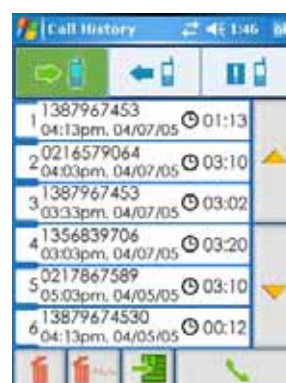 Call History 1:46 ok
1 1387967453
04:13pm, 04/07/05 01:13
2 0216579064
04:03pm, 04/07/05 03:10
3 1387967453
03:33pm, 04/07/05 03:02
4 1356839706
03:03pm, 04/07/05 03:20
5 0217867589
05:03pm, 04/05/05 03:10
6 13879674530
04:13pm, 04/05/05 00:12